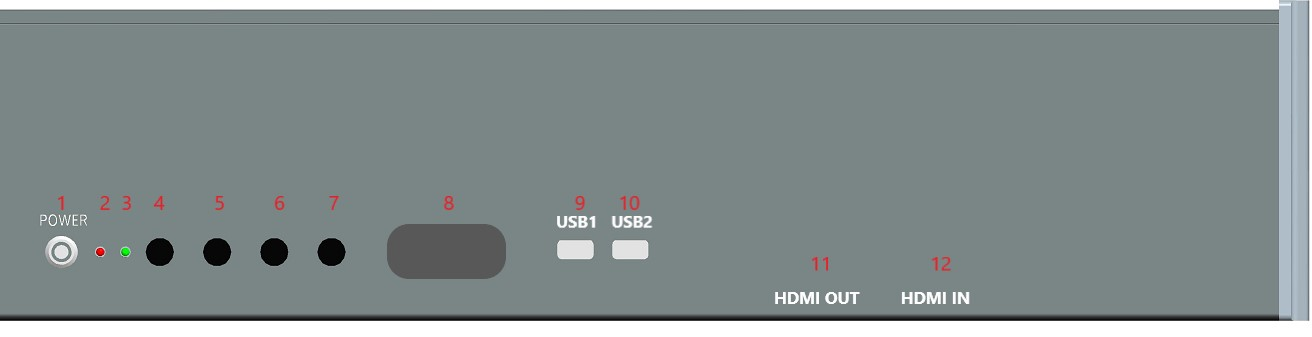 1 2 3 4 5 6 7 8 9 10
POWER USB1 USB2
11 12
HDMI OUT HDMI IN